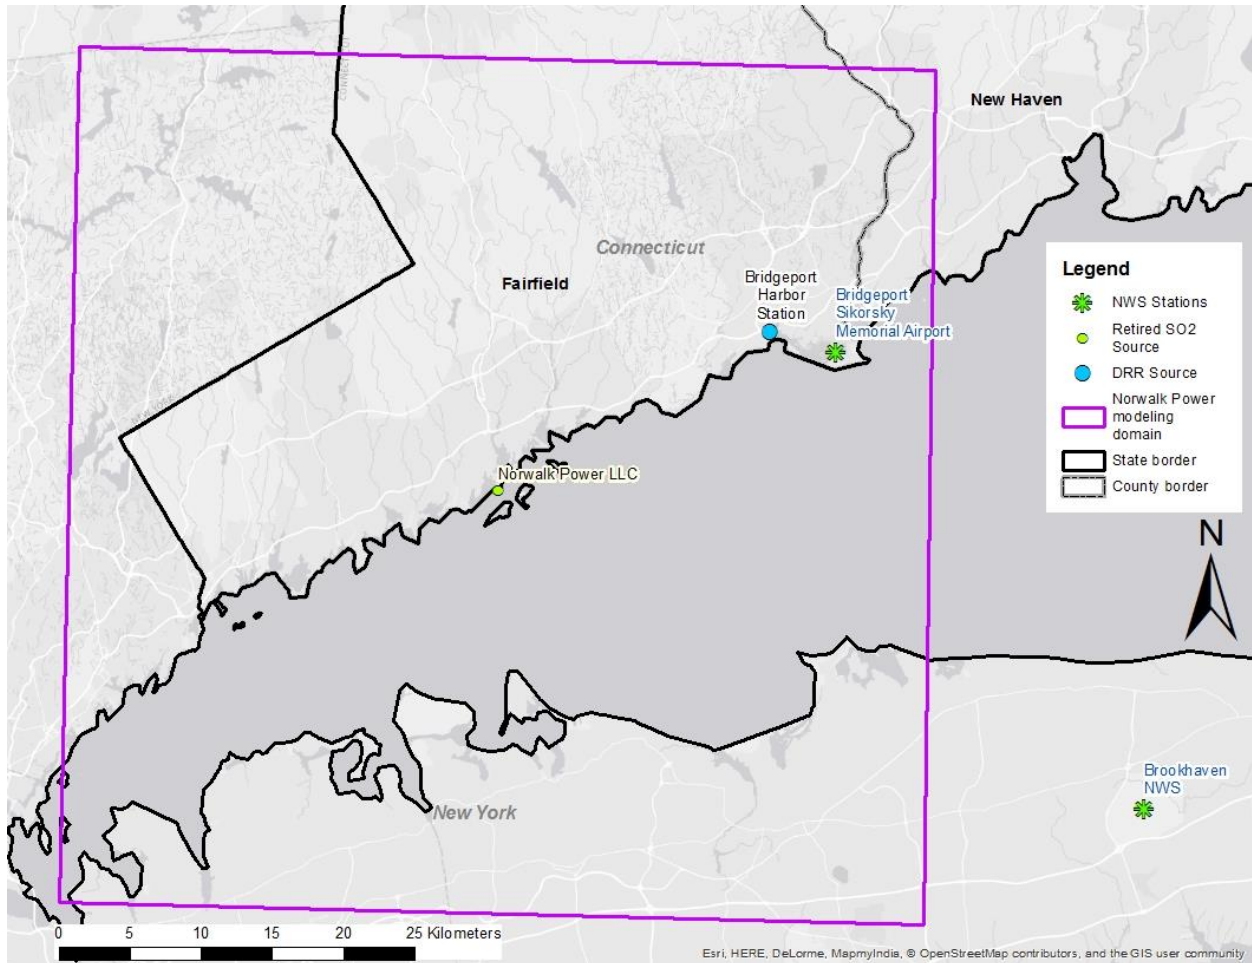 New Haven
Connecticut
Fairfield
Bridgeport
Harbor
Station
Bridgeport
Sikorsky
Memorial Airport
Legend
NWS Stations
Retired SO2
Source
DRR Source
Norwalk Power
modeling
domain
State border
County border
Norwalk Power LLC
N
Brookhaven
NWS
New York
0 5 10 15 20 25 Kilometers
Esri, HERE, DeLorme, MapmyIndia, © OpenStreetMap contributors, and the GIS user community